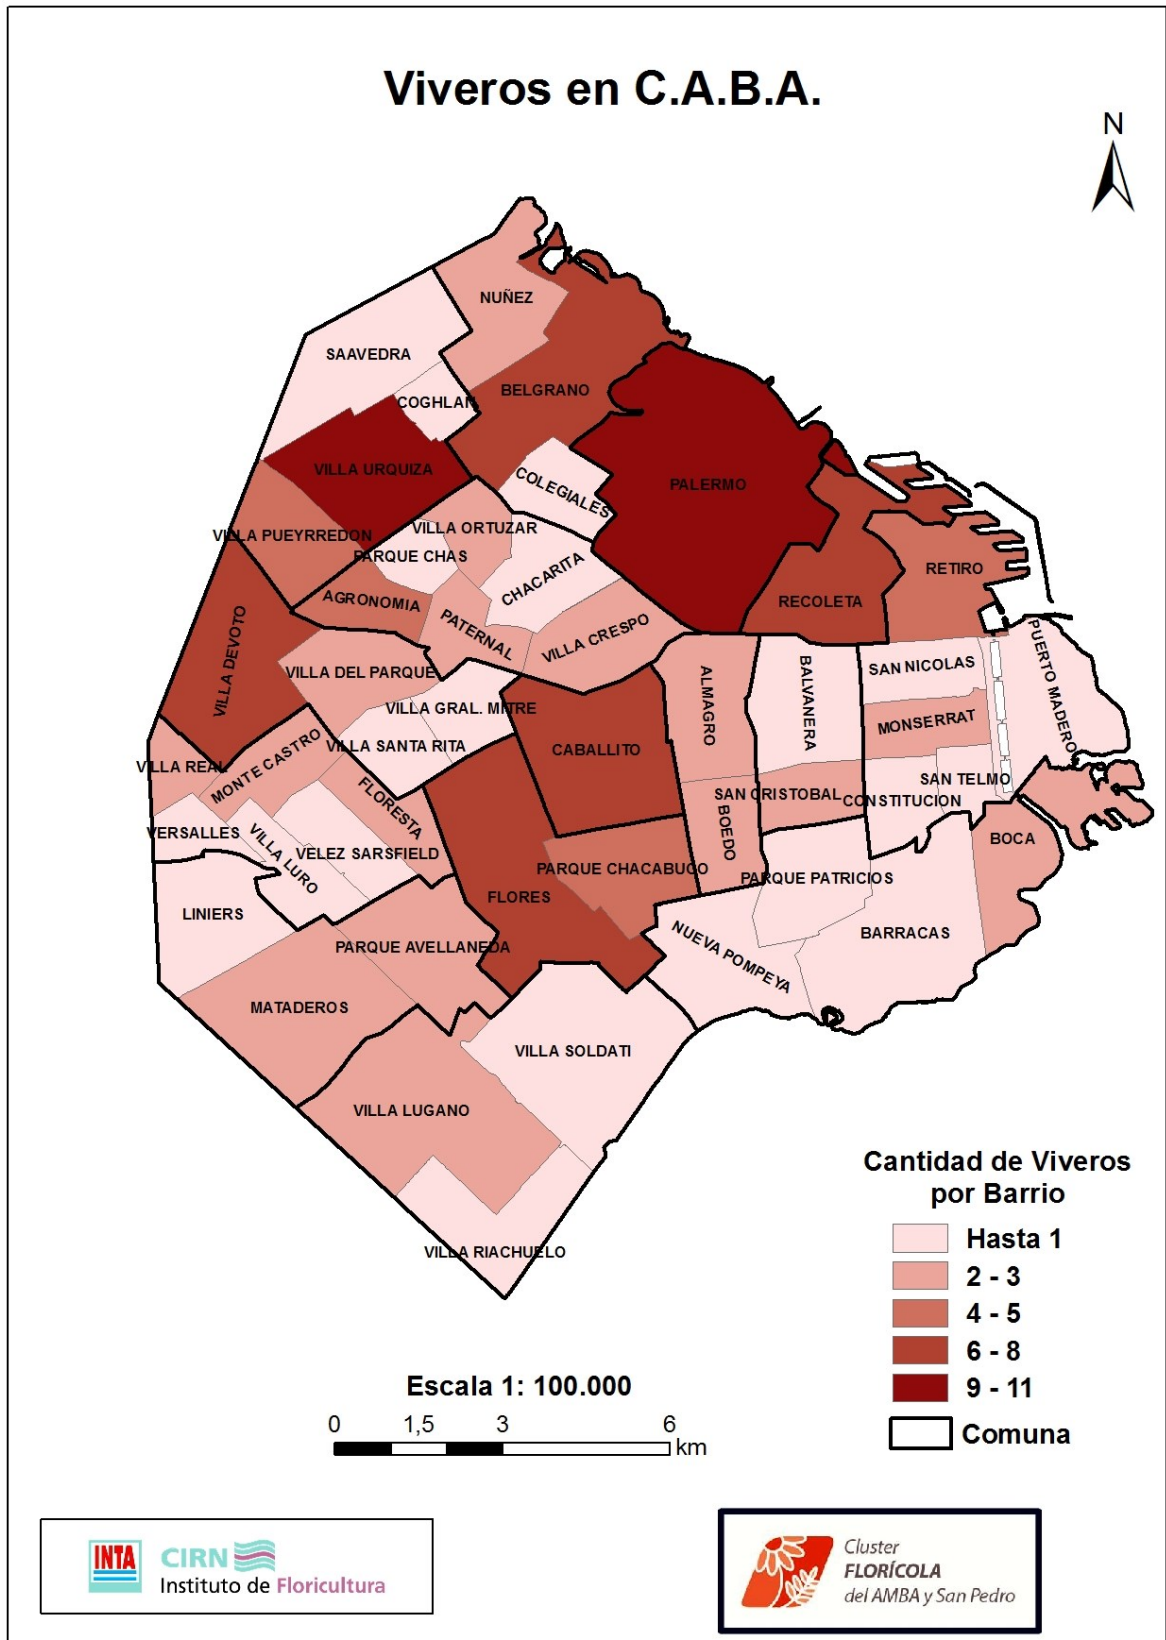 Viveros en C.A.B.A.
N
NUÑEZ
SAAVEDRA
BELGRANO
COGHLAN
VILLA URQUIZA
PALERMO
COLEGIALES
VILLA ORTUZAR
VILLA PUEYRREDON
PARQUE CHAS
CHACARITA
RETIRO
AGRONOMIA
RECOLETA
PATERNAL
VILLA CRESPO
VILLA DEVOTO
VILLA DEL PARQUE
SAN NICOLAS
PUERTO MADERO
ALMAGRO
BALVANERA
VILLA GRAL. MITRE
MONSERRAT
VILLA SANTA RITA
CABALLITO
VILLA REAL
MONTE CASTRO
SAN TELMO
FLORESTA
SAN CRISTOBAL
CONSTITUCION
VERSALLES
VILLA LURO
VELEZ SARSFIELD
BOEDO
BOCA
PARQUE CHACABUCO
PARQUE PATRICIOS
FLORES
LINIERS
BARRACAS
PARQUE AVELLANEDA
NUEVA POMPEYA
MATADEROS
VILLA SOLDATI
VILLA LUGANO
VILLA RIACHUELO
Cantidad de Viveros
por Barrio
Hasta 1
2 - 3
4 - 5
6 - 8
9 - 11
Comuna
Escala 1: 100.000
0 1,5 3 6
km
INTA
CIRN
Instituto de Floricultura
Cluster
FLORÍCOLA
del AMBA y San Pedro